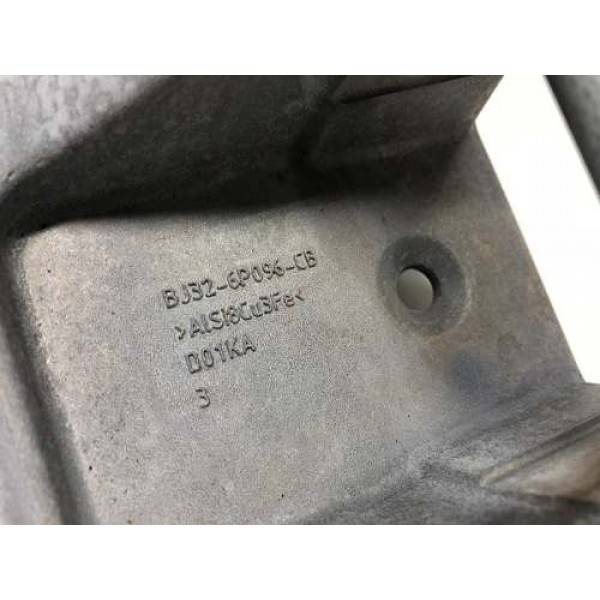 BJ32-6P096-CB
>AlSi8Cu3Fe<
D01KA
3